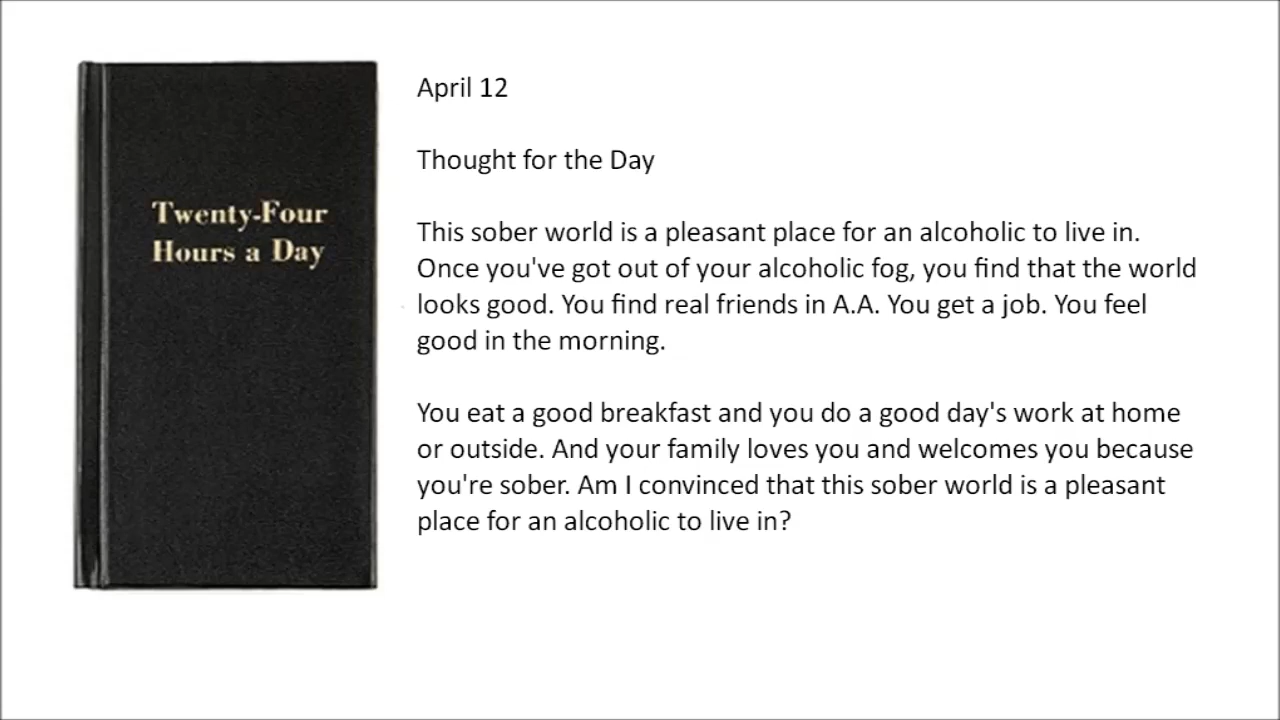 Twenty-Four
Hours a Day
April 12
Thought for the Day
This sober world is a pleasant place for an alcoholic to live in.
Once you've got out of your alcoholic fog, you find that the world
looks good. You find real friends in A.A. You get a job. You feel
good in the morning.
You eat a good breakfast and you do a good day's work at home
or outside. And your family loves you and welcomes you because
you're sober. Am I convinced that this sober world is a pleasant
place for an alcoholic to live in?